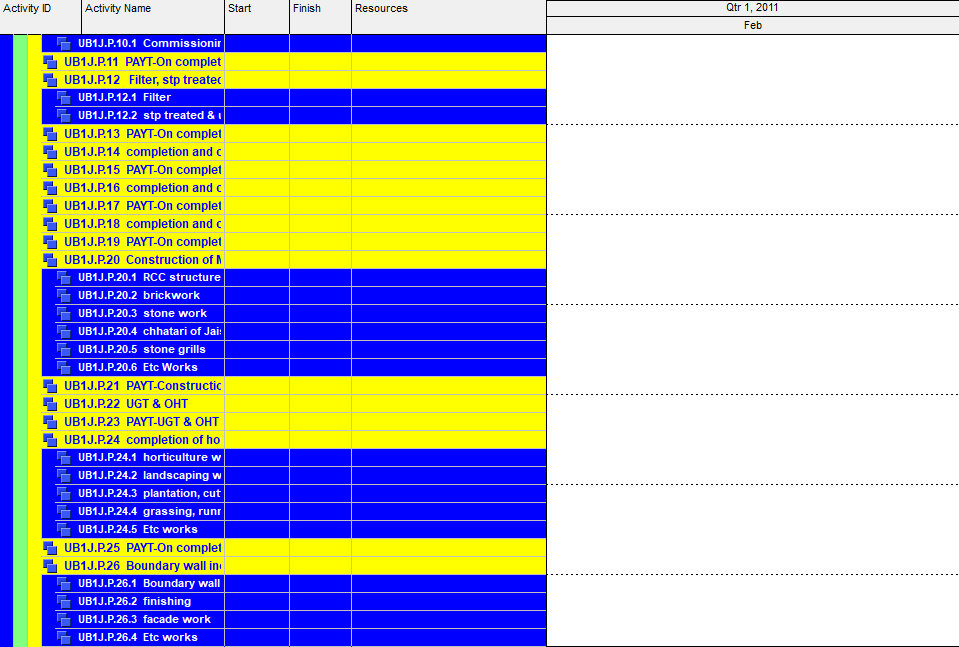 Activity ID Activity Name Start Finish Resources Qtr 1, 2011
Feb
UB1J.P.10.1 Commissionin
UB1J.P.11 PAYT-On complet
UB1J.P.12 Filter, stp treated
UB1J.P.12.1 Filter
UB1J.P.12.2 stp treated &
UB1J.P.13 PAYT-On complet
UB1J.P.14 completion and c
UB1J.P.15 PAYT-On complet
UB1J.P.16 completion and c
UB1J.P.17 PAYT-On complet
UB1J.P.18 completion and c
UB1J.P.19 PAYT-On complet
UB1J.P.20 Construction of M
UB1J.P.20.1 RCC structure
UB1J.P.20.2 brickwork
UB1J.P.20.3 stone work
UB1J.P.20.4 chhatari of Jais
UB1J.P.20.5 stone grills
UB1J.P.20.6 Etc Works
UB1J.P.21 PAYT-Constructio
UB1J.P.22 UGT & OHT
UB1J.P.23 PAYT-UGT & OHT
UB1J.P.24 completion of ho
UB1J.P.24.1 horticulture w
UB1J.P.24.2 landscaping w
UB1J.P.24.3 plantation, cut
UB1J.P.24.4 grassing, runn
UB1J.P.24.5 Etc works
UB1J.P.25 PAYT-On complet
UB1J.P.26 Boundary wall in
UB1J.P.26.1 Boundary wall
UB1J.P.26.2 finishing
UB1J.P.26.3 facade work
UB1J.P.26.4 Etc works